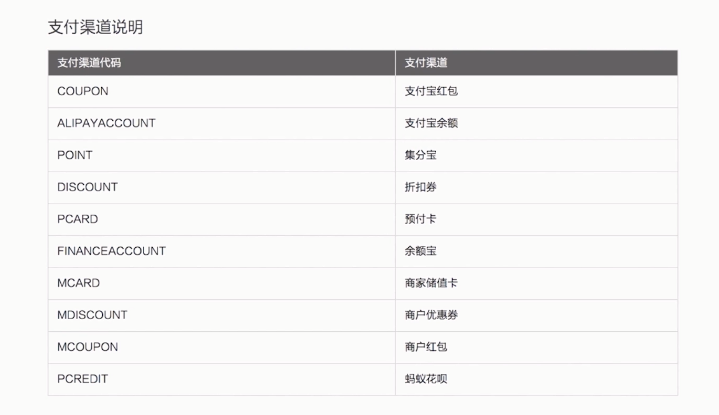 支付渠道说明
支付渠道代码 支付渠道
COUPON 支付宝红包
ALIPAYACCOUNT 支付宝余额
POINT 集分宝
DISCOUNT 折扣券
PCARD 预付卡
FINANCEACCOUNT 余额宝
MCARD 商家储值卡
MDISCOUNT 商户优惠券
MCOUPON 商户红包
PCREDIT 蚂蚁花呗